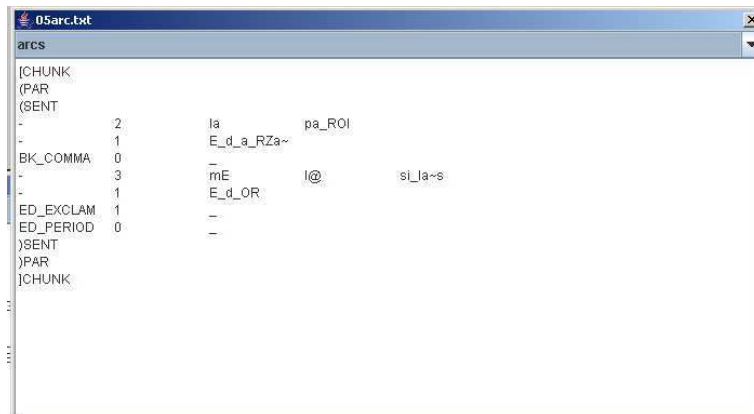 05arc.txt
arcs
[CHUNK
(PAR
(SENT
- 2 la pa_ROl
- 1 E_d_a_RZa~
BK_COMMA 0 _
- 3 mE l@ si_la~s
- 1 E_d_OR
ED_EXCLAM 1 _
ED_PERIOD 0 _
)SENT
)PAR
]CHUNK